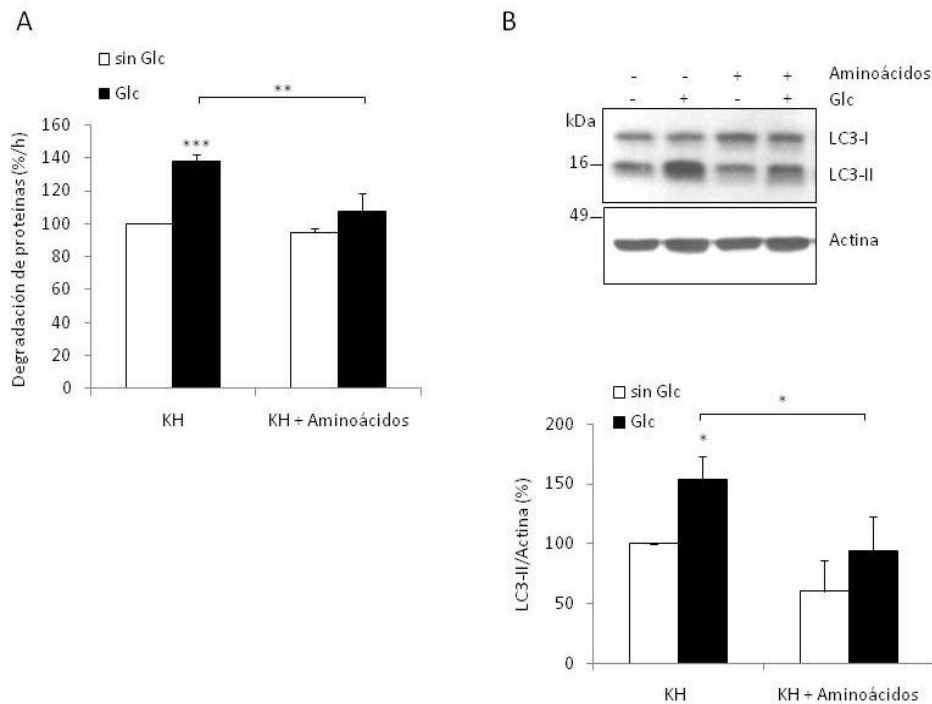 A
sin Glc
Glc
**
***
Degradación de proteínas (%/h)
160
140
120
100
80
60
40
20
0
KH
KH + Aminoácidos
B
- - + + Aminoácidos
- + - + Glc
kDa
16
49
LC3-I
LC3-II
Actina
sin Glc
Glc
*
*
LC3-II/Actina (%)
200
150
100
50
0
KH
KH + Aminoácidos